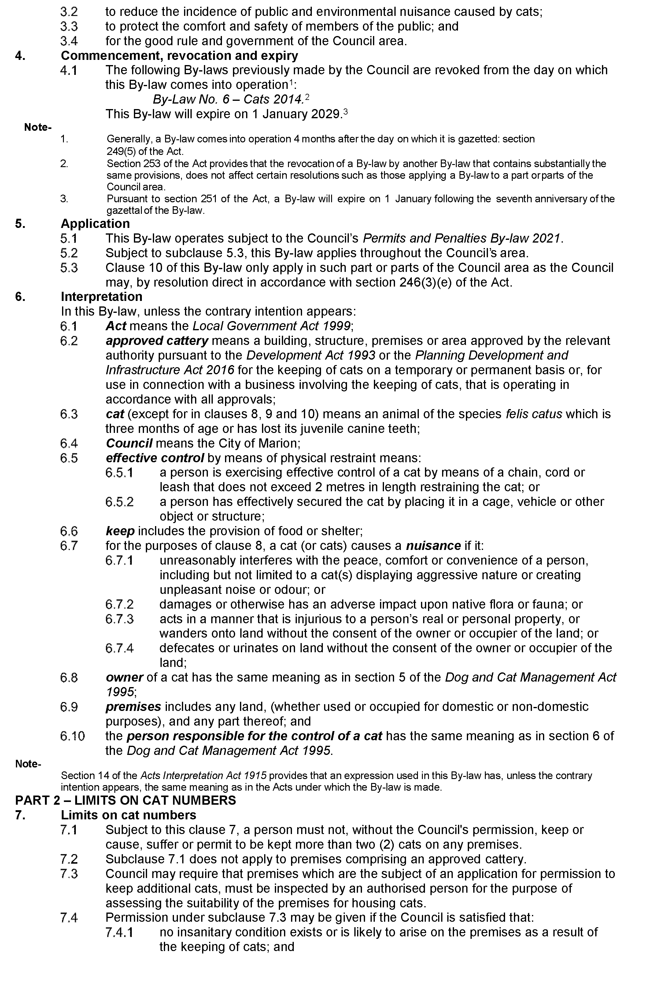 3.2 to reduce the incidence of public and environmental nuisance caused by cats;
3.3 to protect the comfort and safety of members of the public; and
3.4 for the good rule and government of the Council area.
4. Commencement, revocation and expiry
4.1 The following By-laws previously made by the Council are revoked from the day on which
this By-law comes into operation1:
By-Law No. 6 – Cats 2014.2
This By-law will expire on 1 January 2029.3
Note-
1. Generally, a By-law comes into operation 4 months after the day on which it is gazetted: section
249(5) of the Act.
2. Section 253 of the Act provides that the revocation of a By-law by another By-law that contains substantially the
same provisions, does not affect certain resolutions such as those applying a By-law to a part or parts of the
Council area.
3. Pursuant to section 251 of the Act, a By-law will expire on 1 January following the seventh anniversary of the
gazettal of the By-law.
5. Application
5.1 This By-law operates subject to the Council's Permits and Penalties By-law 2021.
5.2 Subject to subclause 5.3, this By-law applies throughout the Council's area.
5.3 Clause 10 of this By-law only apply in such part or parts of the Council area as the Council
may, by resolution direct in accordance with section 246(3)(e) of the Act.
6. Interpretation
In this By-law, unless the contrary intention appears:
6.1 Act means the Local Government Act 1999;
6.2 approved cattery means a building, structure, premises or area approved by the relevant
authority pursuant to the Development Act 1993 or the Planning Development and
Infrastructure Act 2016 for the keeping of cats on a temporary or permanent basis or, for
use in connection with a business involving the keeping of cats, that is operating in
accordance with all approvals;
6.3 cat (except for in clauses 8, 9 and 10) means an animal of the species felis catus which is
three months of age or has lost its juvenile canine teeth;
6.4 Council means the City of Marion;
6.5 effective control by means of physical restraint means:
6.5.1 a person is exercising effective control of a cat by means of a chain, cord or
leash that does not exceed 2 metres in length restraining the cat; or
6.5.2 a person has effectively secured the cat by placing it in a cage, vehicle or other
object or structure;
6.6 keep includes the provision of food or shelter;
6.7 for the purposes of clause 8, a cat (or cats) causes a nuisance if it:
6.7.1 unreasonably interferes with the peace, comfort or convenience of a person,
including but not limited to a cat(s) displaying aggressive nature or creating
unpleasant noise or odour; or
6.7.2 damages or otherwise has an adverse impact upon native flora or fauna; or
6.7.3 acts in a manner that is injurious to a person's real or personal property, or
wanders onto land without the consent of the owner or occupier of the land; or
6.7.4 defecates or urinates on land without the consent of the owner or occupier of the
land;
6.8 owner of a cat has the same meaning as in section 5 of the Dog and Cat Management Act
1995;
6.9 premises includes any land, (whether used or occupied for domestic or non-domestic
purposes), and any part thereof; and
6.10 the person responsible for the control of a cat has the same meaning as in section 6 of
the Dog and Cat Management Act 1995.
Note-
Section 14 of the Acts Interpretation Act 1915 provides that an expression used in this By-law has, unless the contrary
intention appears, the same meaning as in the Acts under which the By-law is made.
PART 2 – LIMITS ON CAT NUMBERS
7. Limits on cat numbers
7.1 Subject to this clause 7, a person must not, without the Council's permission, keep or
cause, suffer or permit to be kept more than two (2) cats on any premises.
7.2 Subclause 7.1 does not apply to premises comprising an approved cattery.
7.3 Council may require that premises which are the subject of an application for permission to
keep additional cats, must be inspected by an authorised person for the purpose of
assessing the suitability of the premises for housing cats.
7.4 Permission under subclause 7.3 may be given if the Council is satisfied that:
7.4.1 no insanitary condition exists or is likely to arise on the premises as a result of
the keeping of cats; and